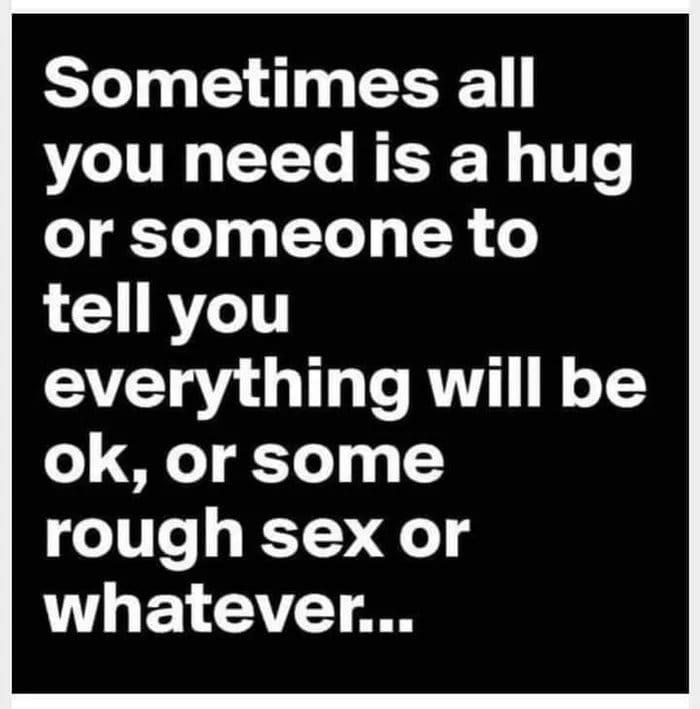 Sometimes all
you need is a hug
or someone to
tell you
everything will be
ok, or some
rough sex or
whatever...